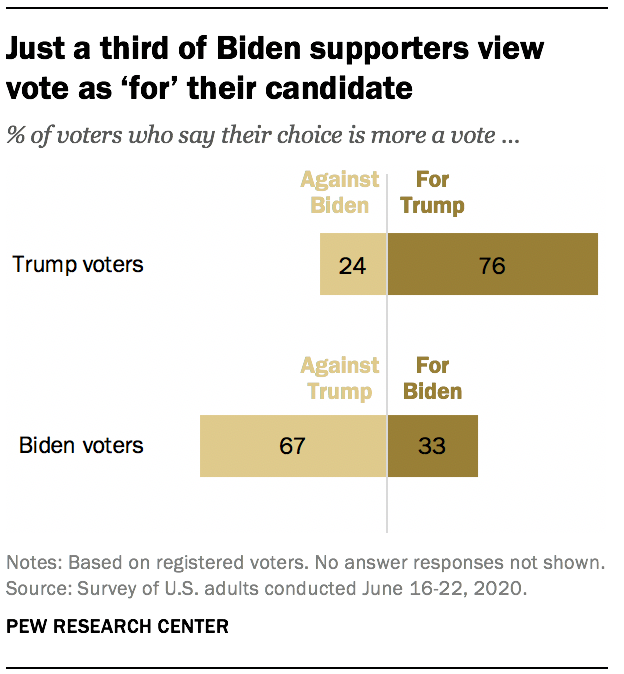 Just a third of Biden supporters view
vote as ‘for’ their candidate
% of voters who say their choice is more a vote ...
Against For
Biden Trump
Trump voters 24 76
Against For
Trump Biden
Biden voters 67 33
Notes: Based on registered voters. No answer responses not shown.
Source: Survey of U.S. adults conducted June 16-22, 2020.
PEW RESEARCH CENTER